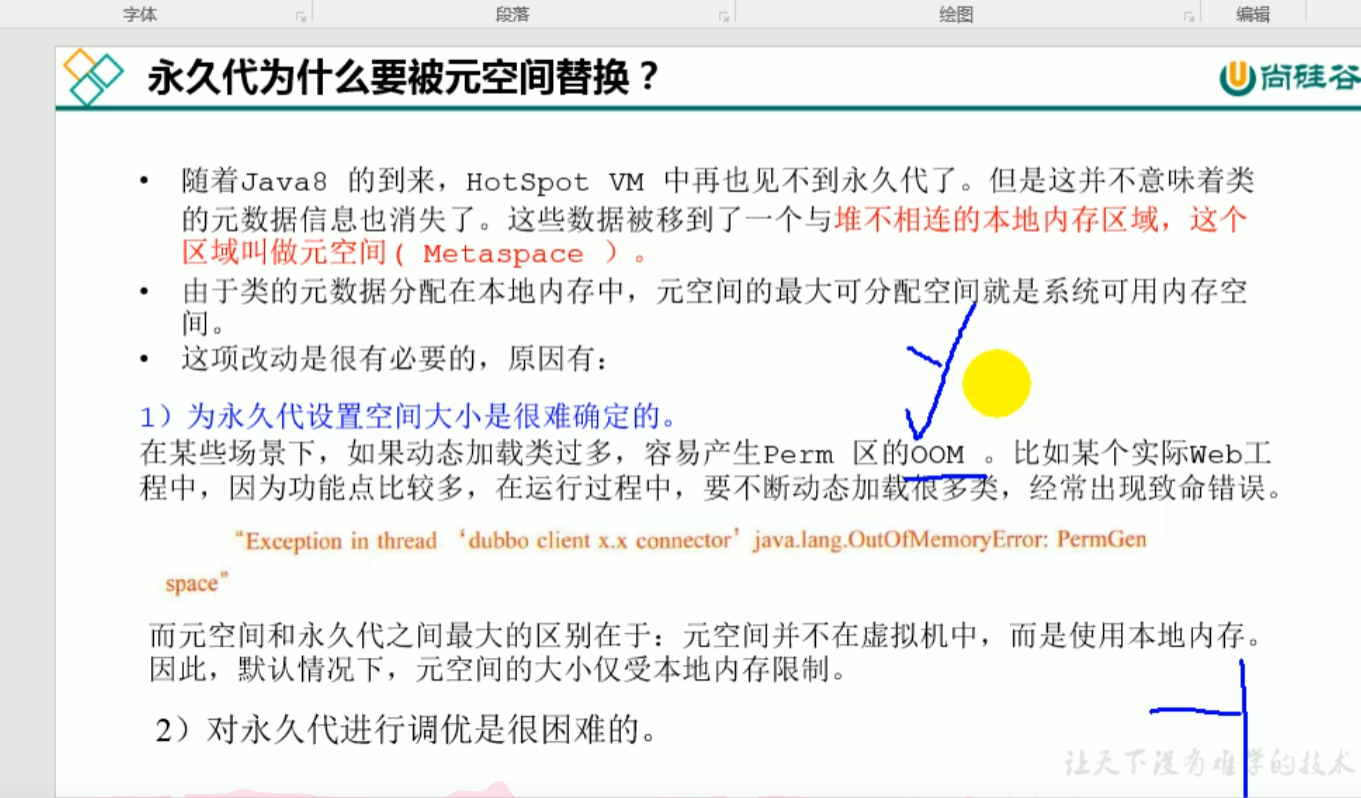 字体 段落 绘图 编辑
永久代为什么要被元空间替换？
尚硅谷
• 随着Java8 的到来，HotSpot VM 中再也见不到永久代了。但是这并不意味着类
的元数据信息也消失了。这些数据被移到了一个与堆不相连的本地内存区域，这个
区域叫做元空间( Metaspace ）。
• 由于类的元数据分配在本地内存中，元空间的最大可分配空间就是系统可用内存空
间。
• 这项改动是很有必要的，原因有：
1）为永久代设置空间大小是很难确定的。
在某些场景下，如果动态加载类过多，容易产生Perm 区的OOM 。比如某个实际Web工
程中，因为功能点比较多，在运行过程中，要不断动态加载很多类，经常出现致命错误。
“Exception in thread ‘dubbo client x.x connector’ java.lang.OutOfMemoryError: PermGen
space”
而元空间和永久代之间最大的区别在于：元空间并不在虚拟机中，而是使用本地内存。
因此，默认情况下，元空间的大小仅受本地内存限制。
2）对永久代进行调优是很困难的。
让天下没有难学的技术